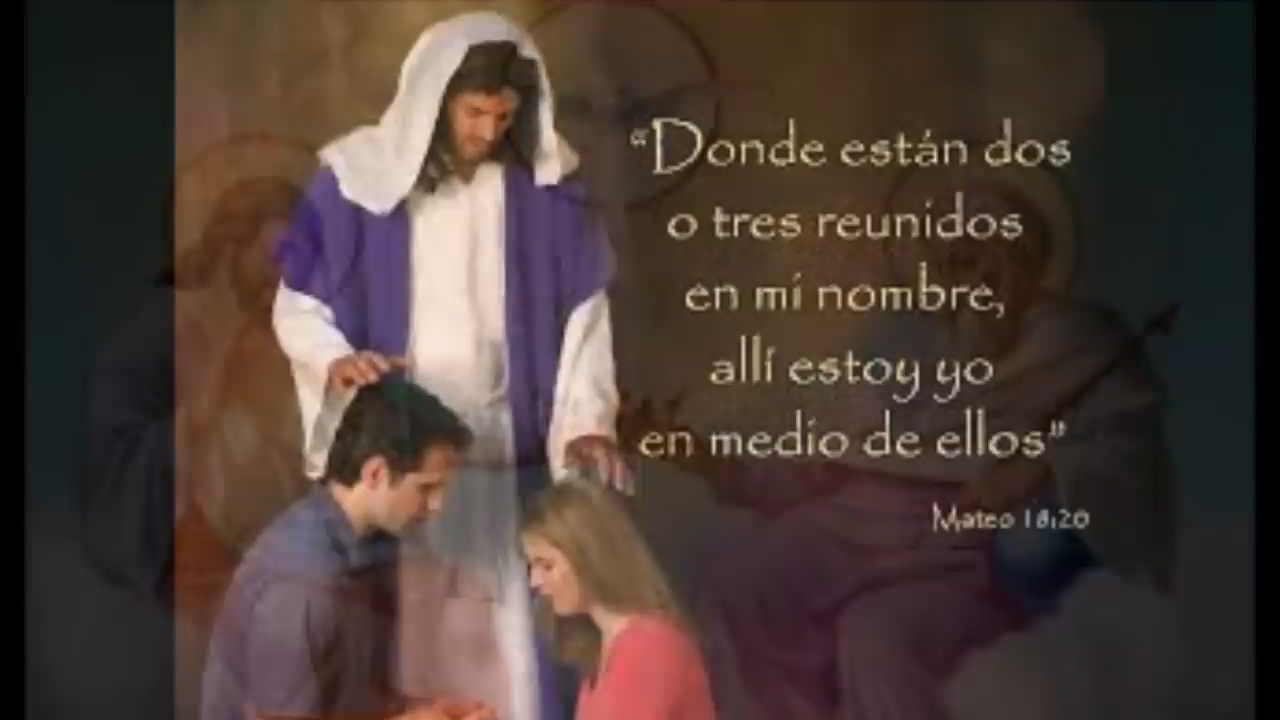 “Donde están dos
o tres reunidos
en mi nombre,
allí estoy yo
en medio de ellos”
Mateo 18:20